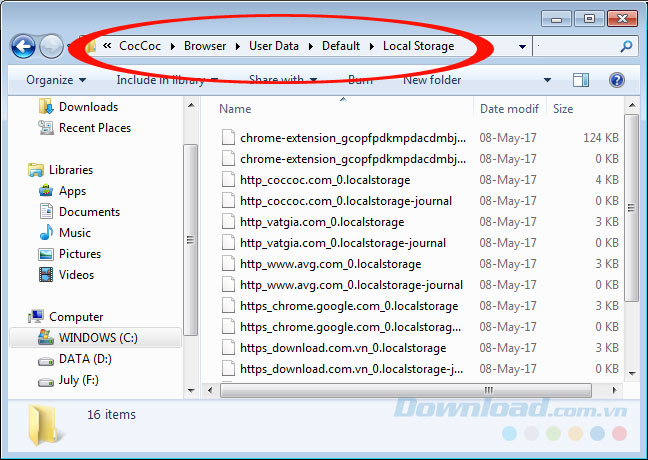 « CocCoc ▸ Browser ▸ User Data ▸ Default ▸ Local Storage
Organize Include in library Share with Burn New folder
Downloads
Recent Places
Libraries
Apps
Documents
Music
Pictures
Videos
Computer
WINDOWS (C:)
DATA (D:)
July (F:)
Name Date modif Size
chrome-extension_gcopfpdkmpdacdmbj... 08-May-17 124 KB
chrome-extension_gcopfpdkmpdacdmbj... 08-May-17 0 KB
http_coccoc.com_0.localstorage 08-May-17 4 KB
http_coccoc.com_0.localstorage-journal 08-May-17 0 KB
http_vatgia.com_0.localstorage 08-May-17 3 KB
http_vatgia.com_0.localstorage-journal 08-May-17 0 KB
http_www.avg.com_0.localstorage 08-May-17 3 KB
http_www.avg.com_0.localstorage-journal 08-May-17 0 KB
https_chrome.google.com_0.localstorage 08-May-17 3 KB
https_chrome.google.com_0.localstorag... 08-May-17 0 KB
https_download.com.vn_0.localstorage 08-May-17 3 KB
https_download.com.vn_0.localstorage-j... 08-May-17 0 KB
16 items
Download.com.vn